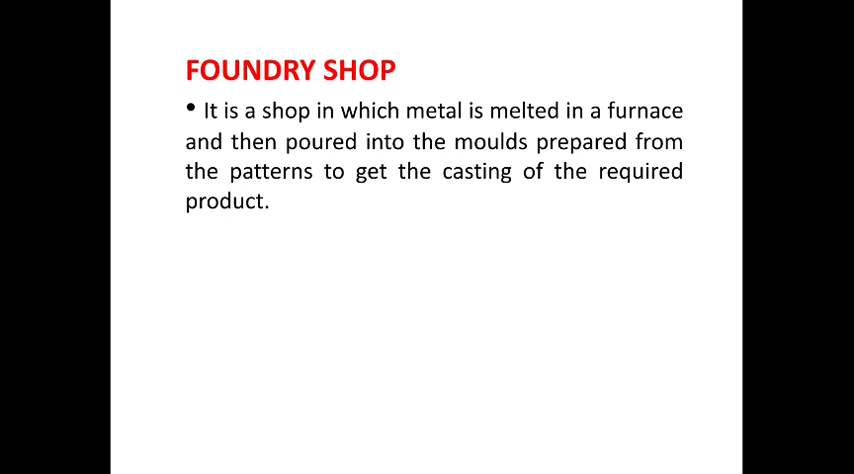 FOUNDRY SHOP
• It is a shop in which metal is melted in a furnace
and then poured into the moulds prepared from
the patterns to get the casting of the required
product.